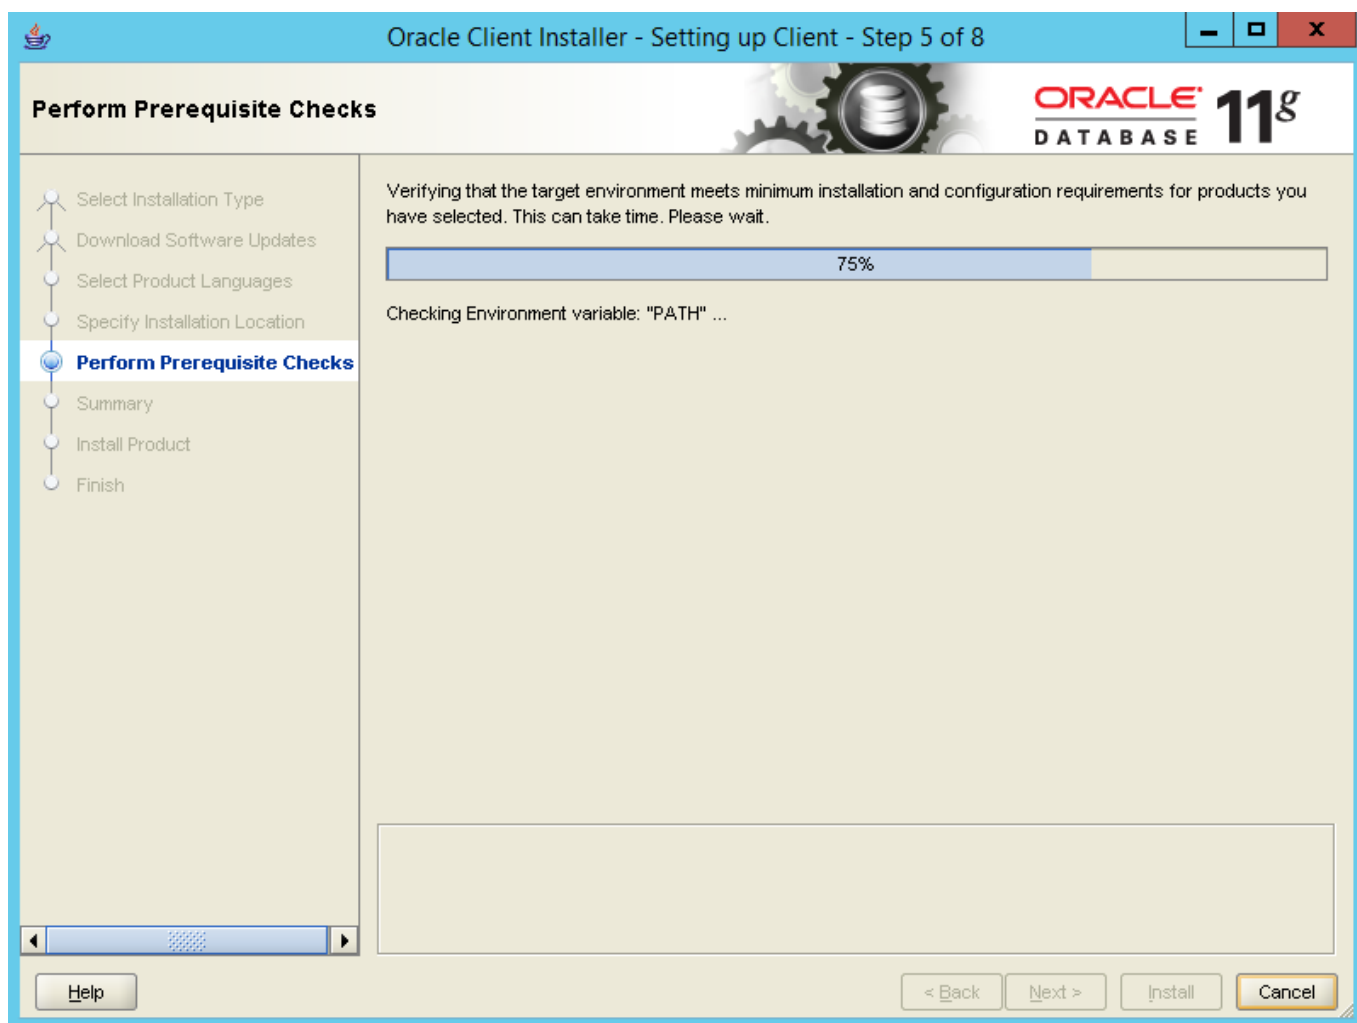 Oracle Client Installer - Setting up Client - Step 5 of 8
Perform Prerequisite Checks
ORACLE
DATABASE
11g
Select Installation Type
Download Software Updates
Select Product Languages
Specify Installation Location
Perform Prerequisite Checks
Summary
Install Product
Finish
Verifying that the target environment meets minimum installation and configuration requirements for products you
have selected. This can take time. Please wait.
75%
Checking Environment variable: "PATH" ...
Help
< Back
Next >
Install
Cancel